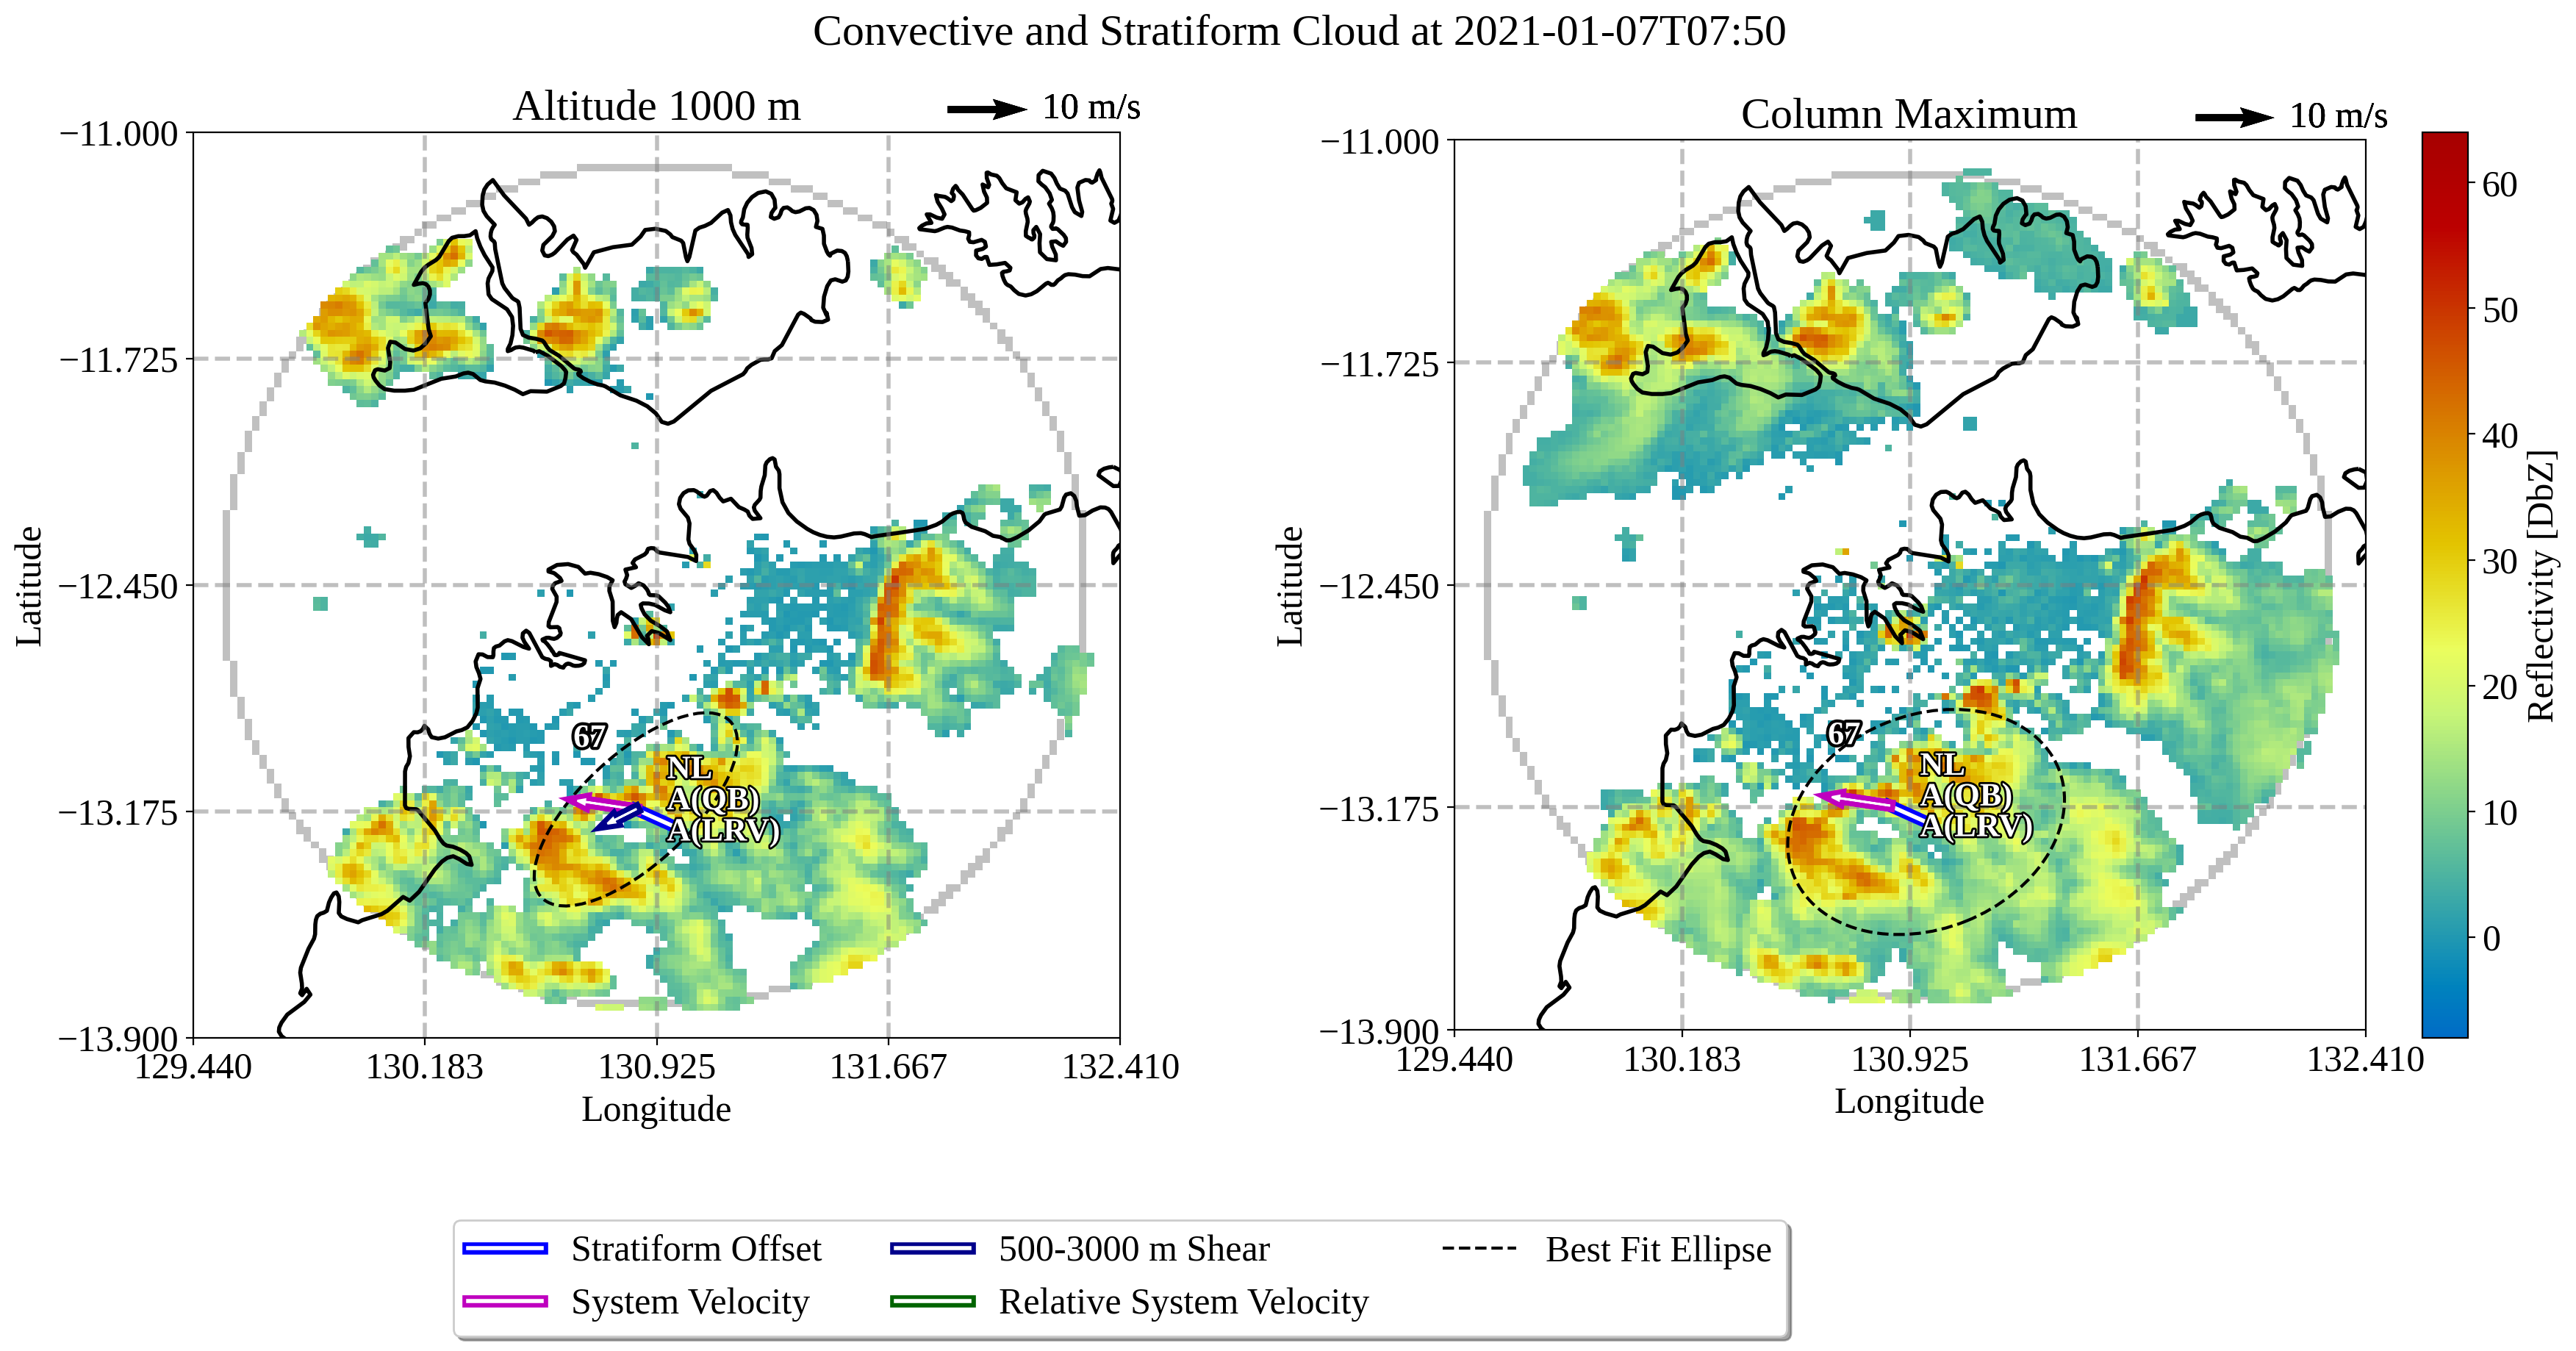 Convective and Stratiform Cloud at 2021-01-07T07:50
Altitude 1000 m
10 m/s
−11.000
−11.725
−12.450
−13.175
−13.900
Latitude
67
NL
A(QB)
A(LRV)
129.440
130.183
130.925
131.667
132.410
Longitude
Column Maximum
10 m/s
−11.000
−11.725
−12.450
−13.175
−13.900
Latitude
67
NL
A(QB)
A(LRV)
129.440
130.183
130.925
131.667
132.410
Longitude
60
50
40
30
20
10
0
Reflectivity [DbZ]
Stratiform Offset
System Velocity
500-3000 m Shear
Relative System Velocity
Best Fit Ellipse